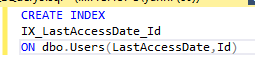 CREATE INDEX
IX_LastAccessDate_Id
ON dbo.Users(LastAccessDate,Id)